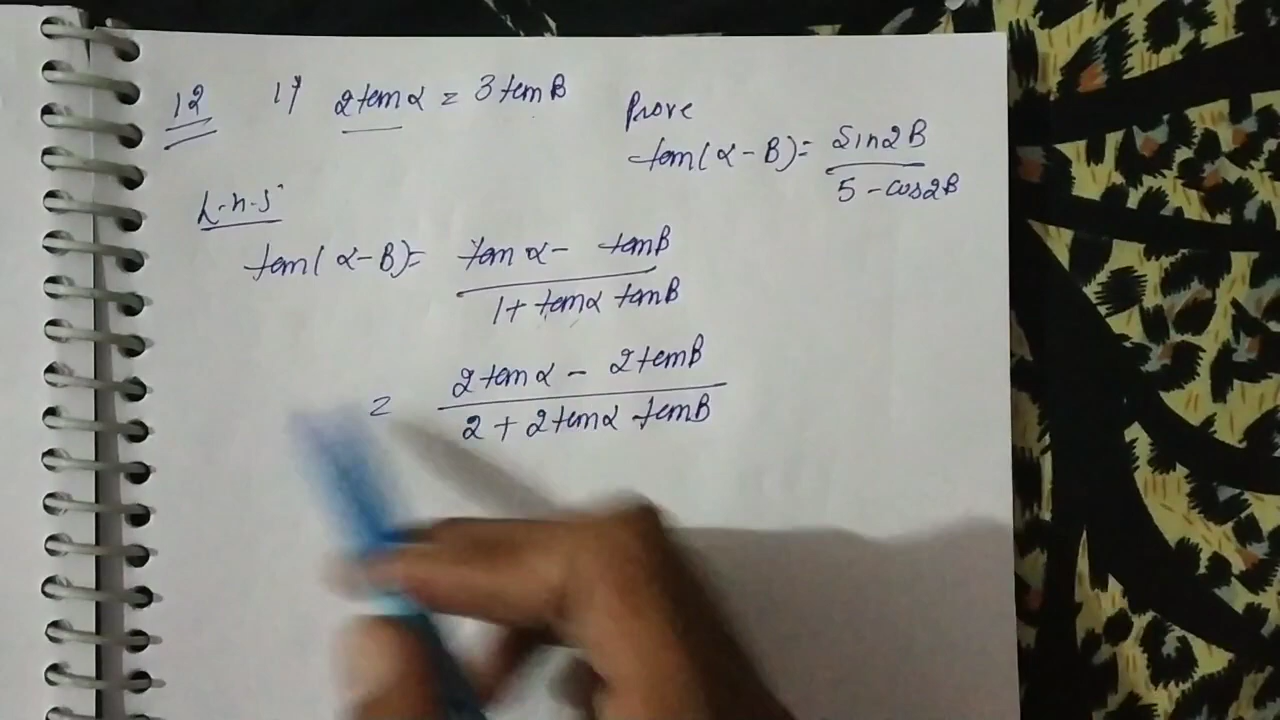 12 If 2tanα = 3tanB Prove
tan(α-B)= Sin2B / 5-cos2B
L.H.S
tan(α-B)= tanα - tanB / 1+ tanα tanB
= 2tanα - 2tanB / 2 + 2tanα tanB